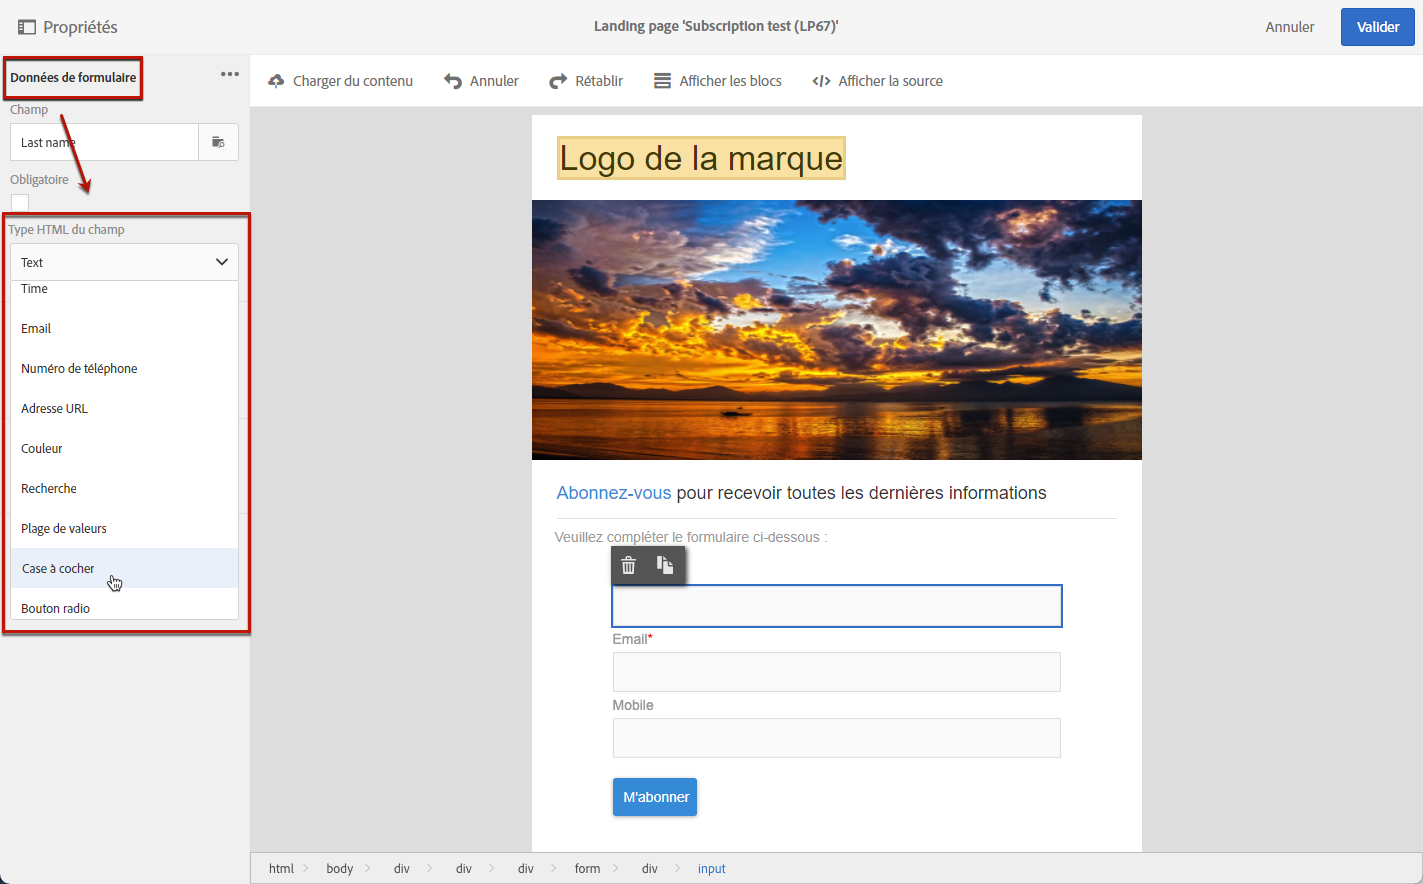 Propriétés
Landing page 'Subscription test (LP67)'
Annuler
Valider
Données de formulaire
Champ
Last name
Obligatoire
Type HTML du champ
Text
Time
Email
Numéro de téléphone
Adresse URL
Couleur
Recherche
Plage de valeurs
Case à cocher
Bouton radio
Charger du contenu
Annuler
Rétablir
Afficher les blocs
Afficher la source
Logo de la marque
Abonnez-vous pour recevoir toutes les dernières informations
Veuillez compléter le formulaire ci-dessous :
Email*
Mobile
M'abonner
html body div div div form div input